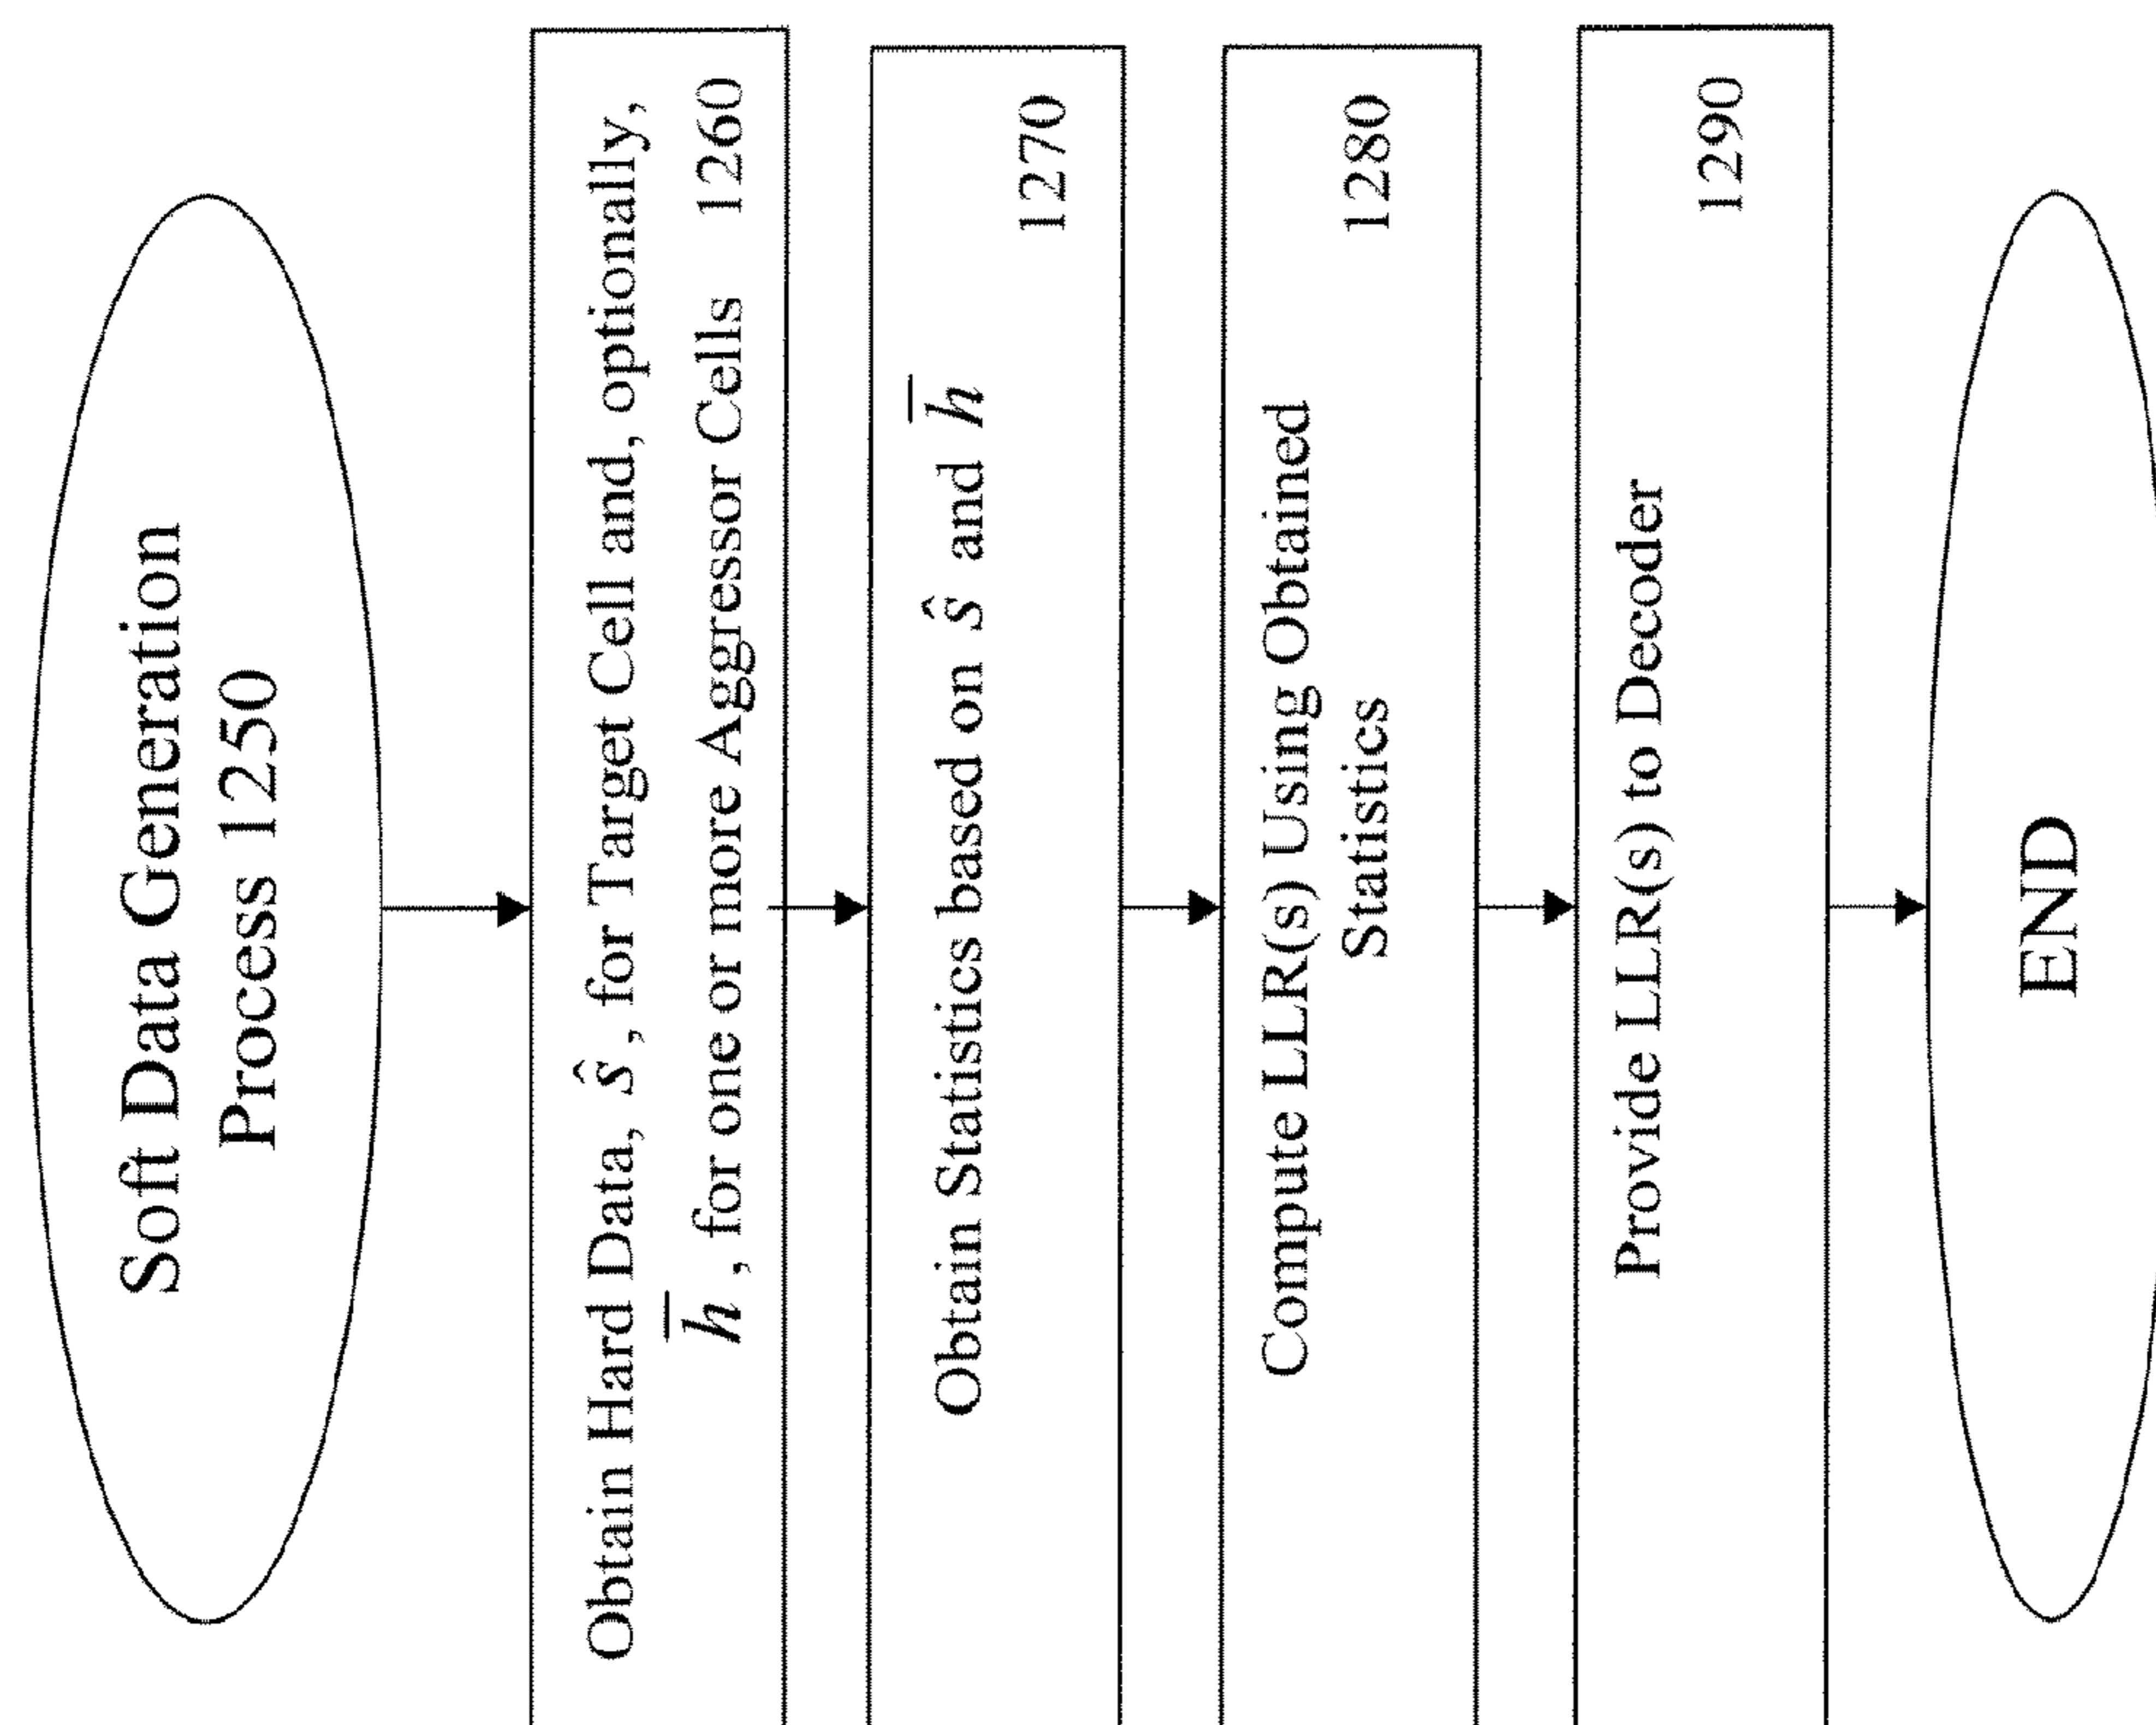 Soft Data Generation
Process 1250
Obtain Hard Data, ŝ, for Target Cell and, optionally,
h̅, for one or more Aggressor Cells 1260
Obtain Statistics based on ŝ and h̅
1270
Compute LLR(s) Using Obtained
Statistics 1280
Provide LLR(s) to Decoder
1290
END